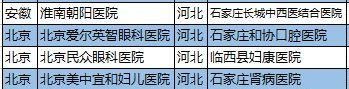 安徽 淮南朝阳医院 河北 石家庄长城中西医结合医院
北京 北京爱尔英智眼科医院 河北 石家庄和协口腔医院
北京 北京民众眼科医院 河北 临西县妇康医院
北京 北京美中宜和妇儿医院 河北 石家庄肾病医院